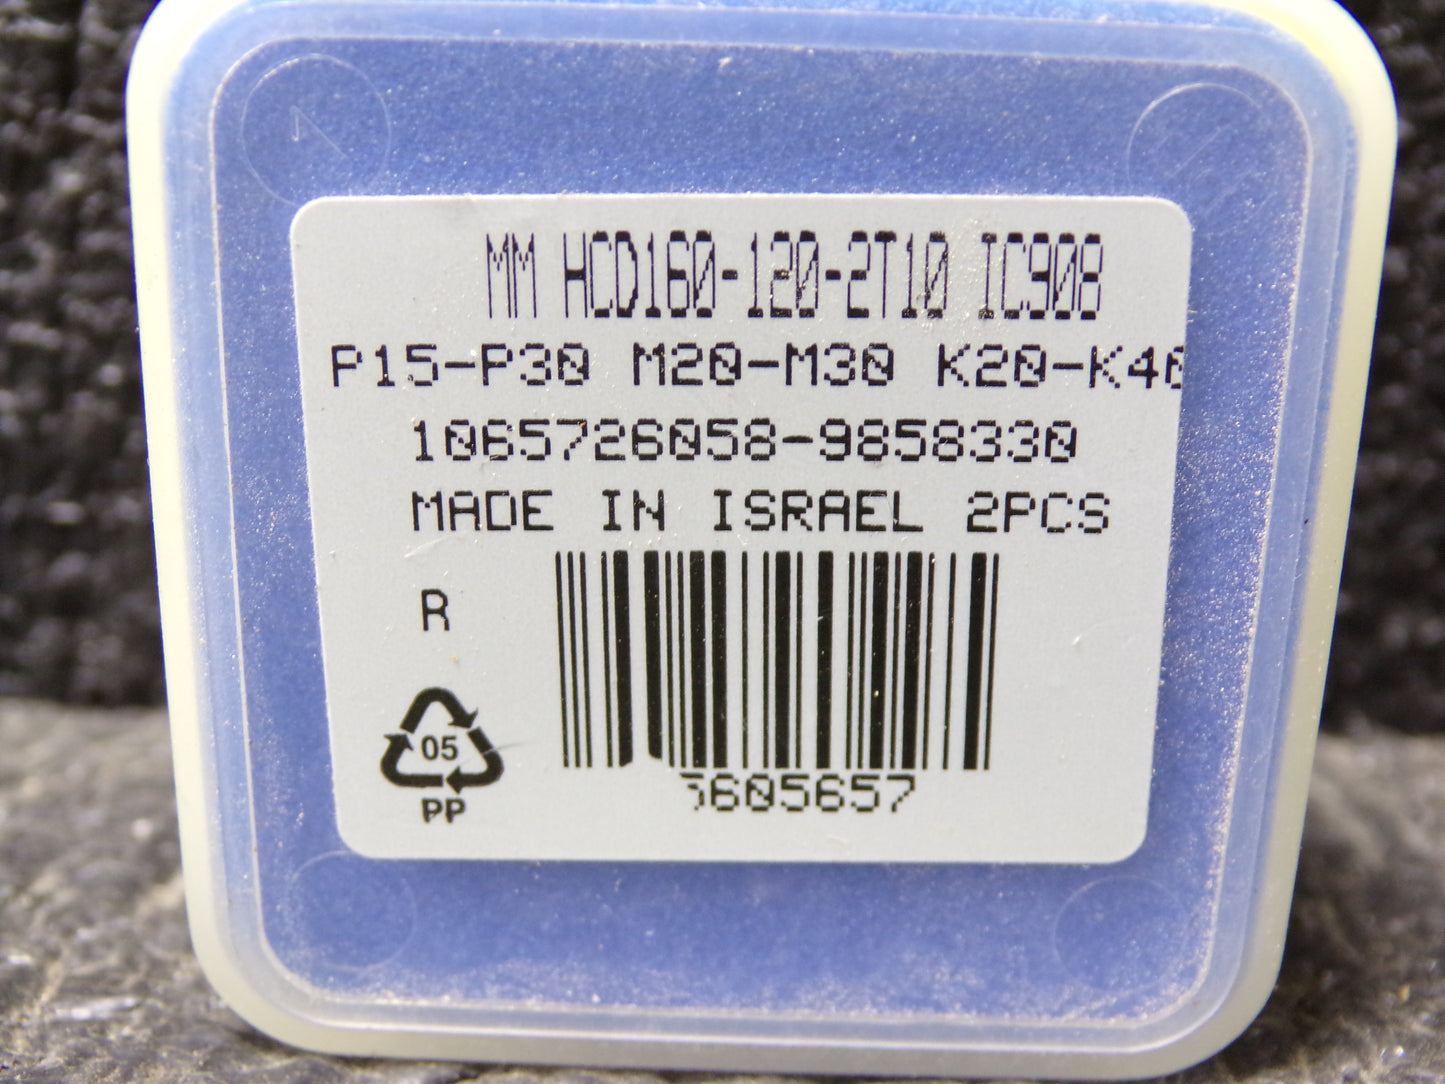 MM HCD160-120-2T10 IC908
P15-P30 M20-M30 K20-K40
1065726058-9858330
MADE IN ISRAEL 2PCS
R
05
PP
5605657